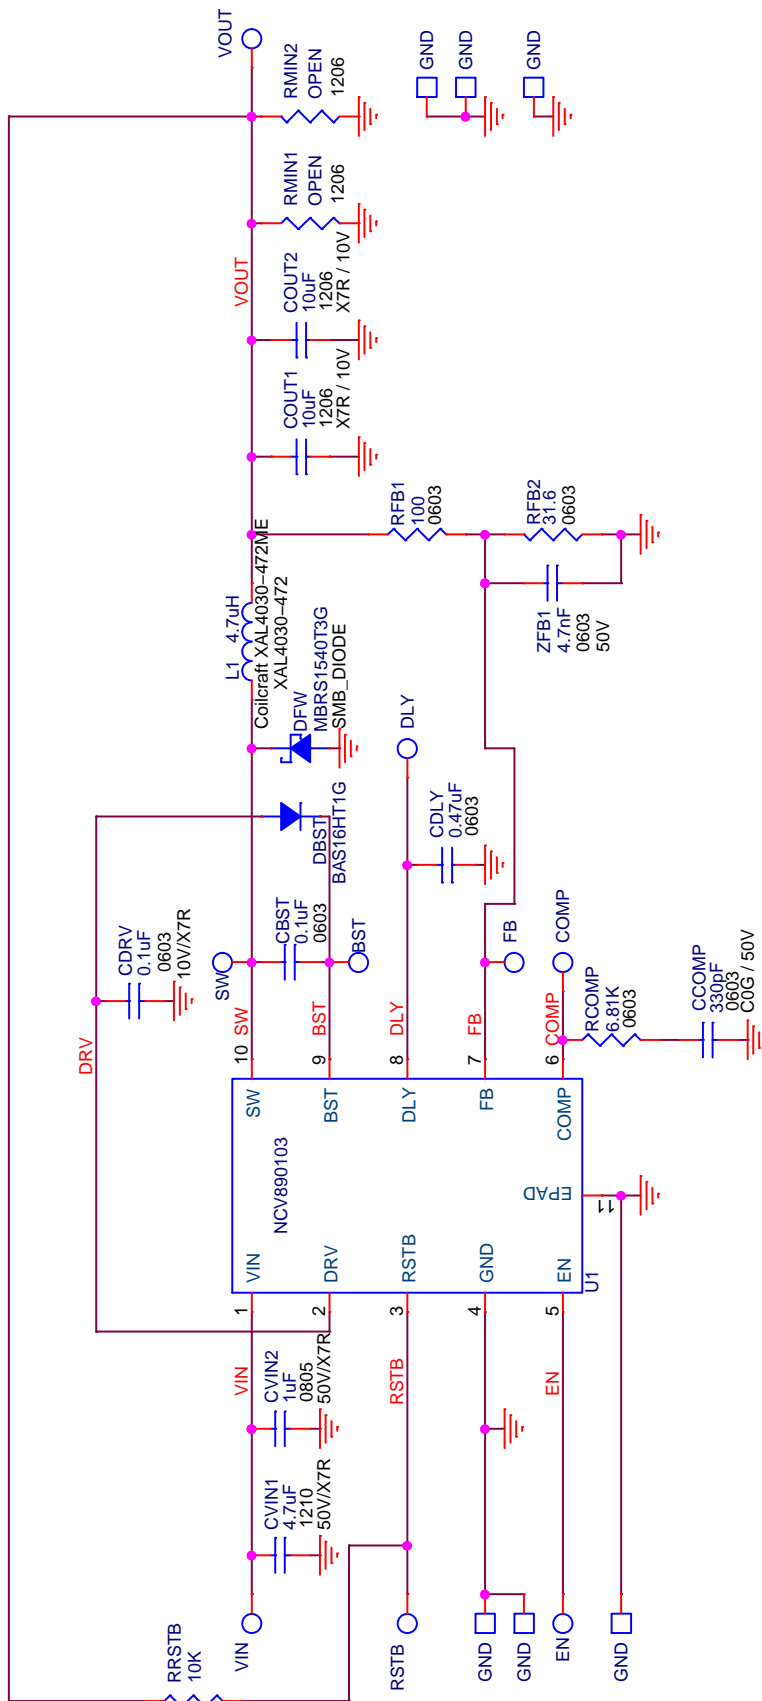 RRSTB
10K
VIN
RSTB
GND
GND
EN
GND
CVIN1
4.7uF
1210
50V/X7R
CVIN2
1uF
0805
50V/X7R
VIN
RSTB
EN
1
2
3
4
5
VIN
DRV
RSTB
GND
EN
U1
NCV890103
EPAD
11
SW
BST
DLY
FB
COMP
10
9
8
7
6
DRV
SW
BST
DLY
FB
COMP
CDRV
0.1uF
0603
10V/X7R
SW
CBST
0.1uF
0603
BST
DBST
BAS16HT1G
CDLY
0.47uF
0603
DLY
FB
COMP
RCOMP
6.81K
0603
CCOMP
330pF
0603
C0G / 50V
DFW
MBRS1540T3G
SMB_DIODE
L1
4.7uH
Coilcraft XAL4030-472ME
XAL4030-472
RFB1
100
0603
RFB2
31.6
0603
ZFB1
4.7nF
0603
50V
COUT1
10uF
1206
X7R / 10V
COUT2
10uF
1206
X7R / 10V
VOUT
RMIN1
OPEN
1206
RMIN2
OPEN
1206
VOUT
GND
GND
GND